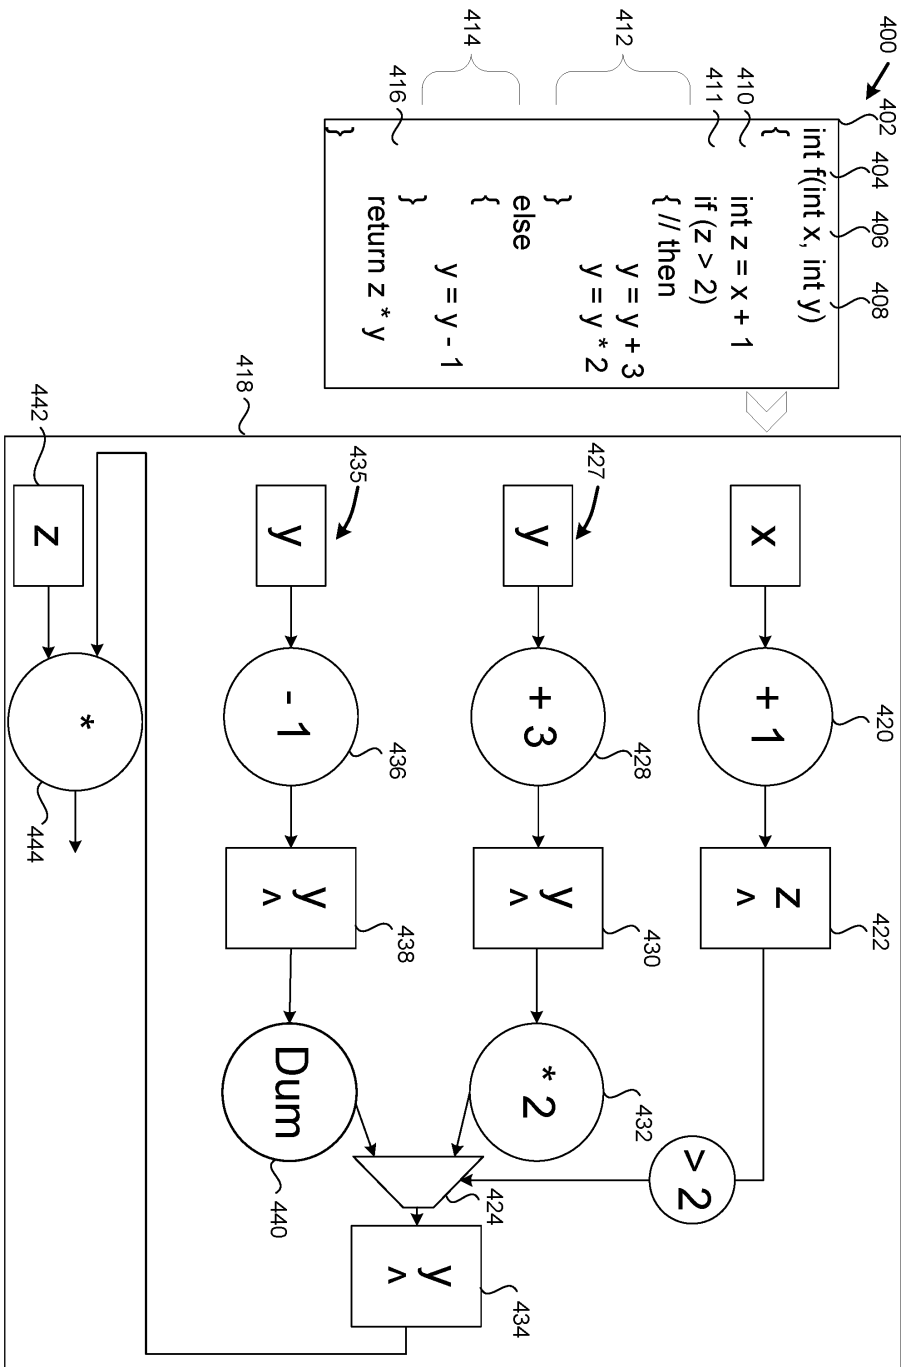 400
402
404
406
408
int f(int x, int y)
{
410
int z = x + 1
411
if (z > 2)
{ // then
412
y = y + 3
y = y * 2
}
else
{
414
y = y - 1
}
416
return z * y
}
418
x
+ 1
420
z
^
422
> 2
427
y
+ 3
428
y
^
430
* 2
432
424
y
^
434
435
y
- 1
436
y
^
438
Dum
440
442
z
*
444